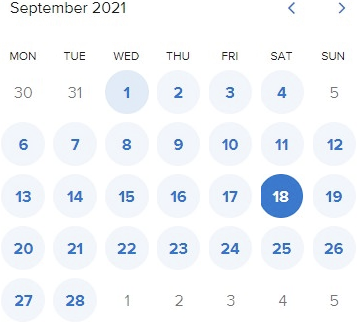 September 2021
MON TUE WED THU FRI SAT SUN
30 31 1 2 3 4 5
6 7 8 9 10 11 12
13 14 15 16 17 18 19
20 21 22 23 24 25 26
27 28 1 2 3 4 5